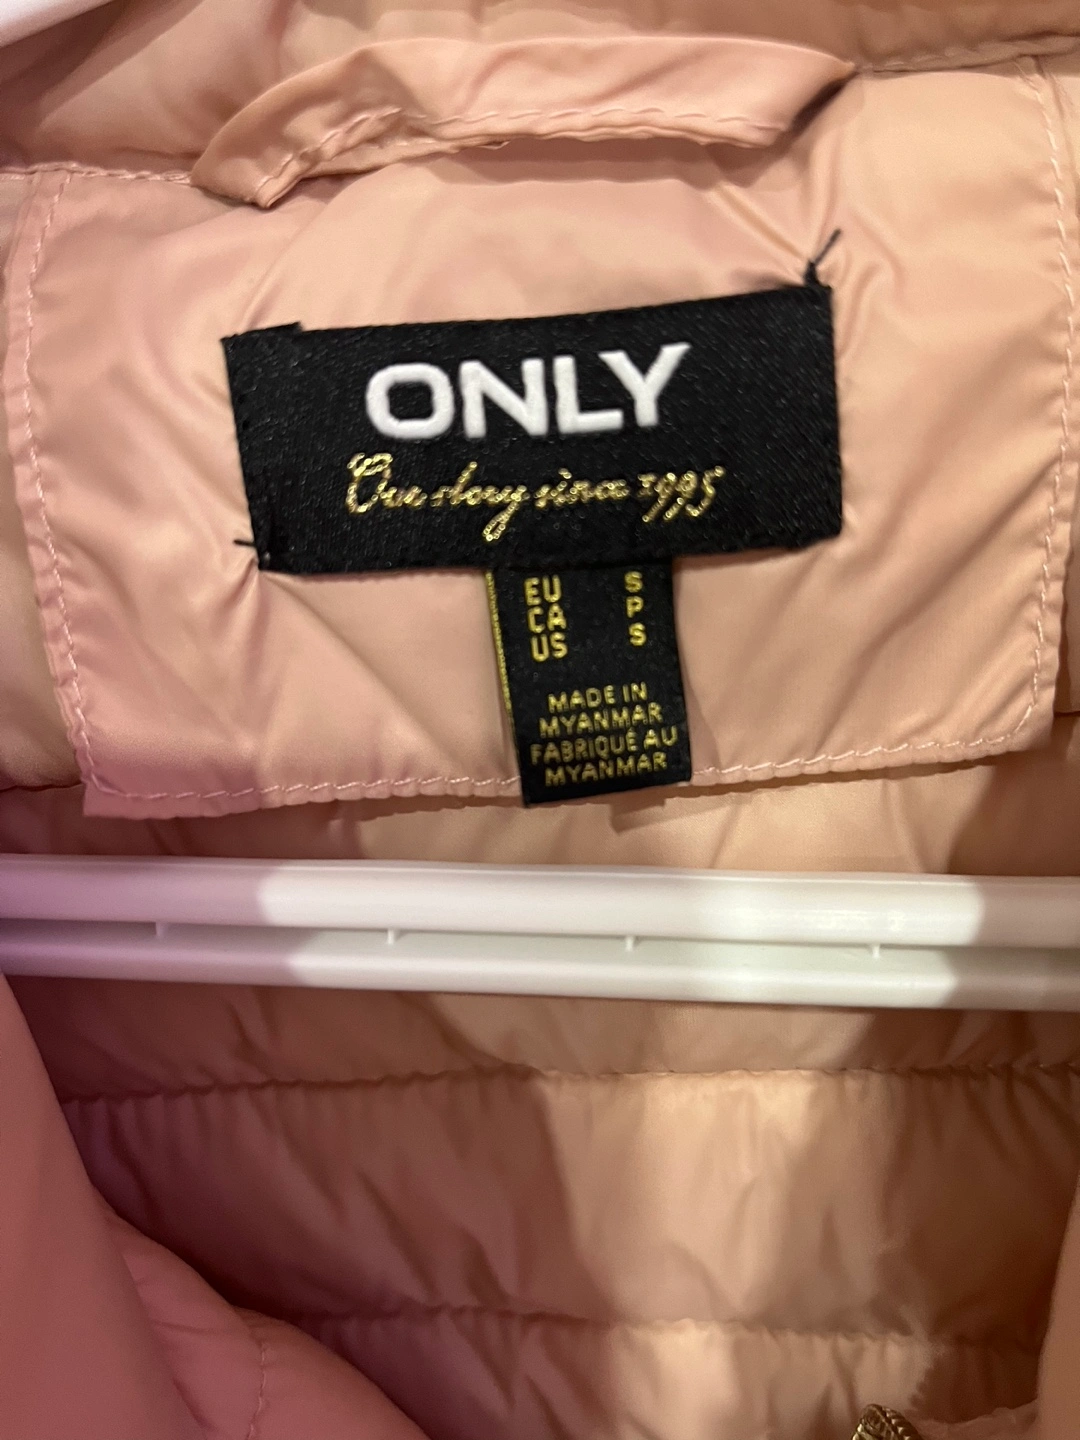 ONLY
Our story since 1995
EU S
CA P
US S
MADE IN
MYANMAR
FABRIQUÉ AU
MYANMAR